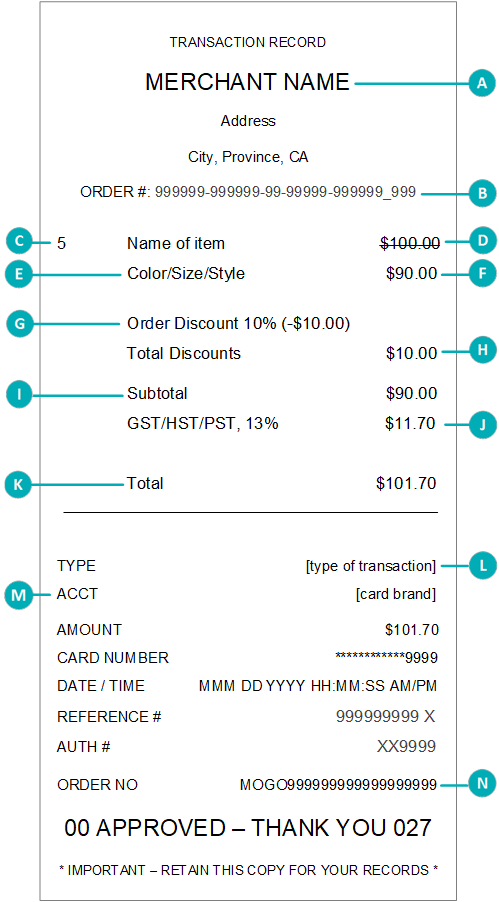 TRANSACTION RECORD
MERCHANT NAME A
Address
City, Province, CA
ORDER #: 999999-999999-99-99999-999999_999 B
C 5 Name of item $100.00 D
E Color/Size/Style $90.00 F
G Order Discount 10% (-$10.00)
Total Discounts $10.00 H
I Subtotal $90.00
GST/HST/PST, 13% $11.70 J
K Total $101.70
TYPE [type of transaction] L
M ACCT [card brand]
AMOUNT $101.70
CARD NUMBER ************9999
DATE / TIME MMM DD YYYY HH:MM:SS AM/PM
REFERENCE # 999999999 X
AUTH # XX9999
ORDER NO MOGO999999999999999999 N
00 APPROVED – THANK YOU 027
* IMPORTANT – RETAIN THIS COPY FOR YOUR RECORDS *